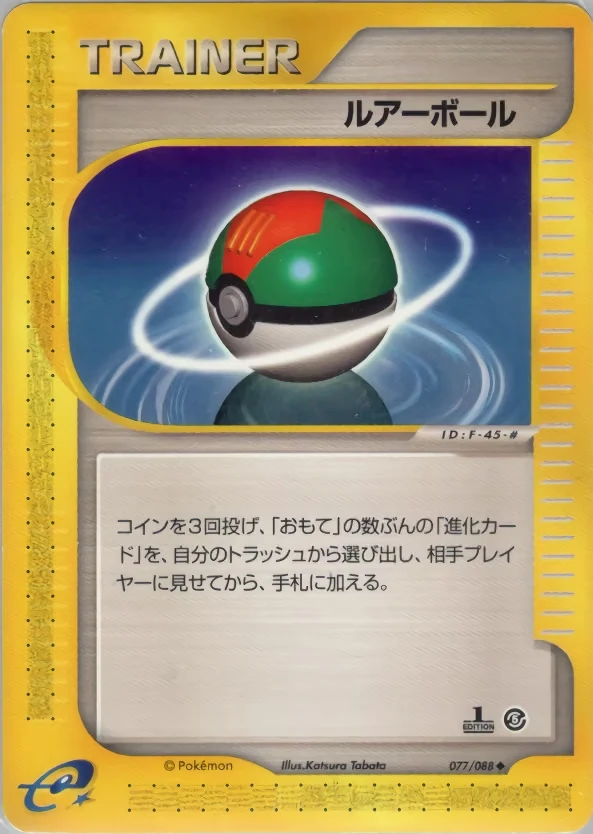 TRAINER
ルアーボール
ID:F-45-#
コインを3回投げ、「おもて」の数ぶんの「進化カー
ド」を、自分のトラッシュから選び出し、相手プレイ
ヤーに見せてから、手札に加える。
1
EDITION
©Pokémon Illus.Katsura Tabata 077/088◆
e